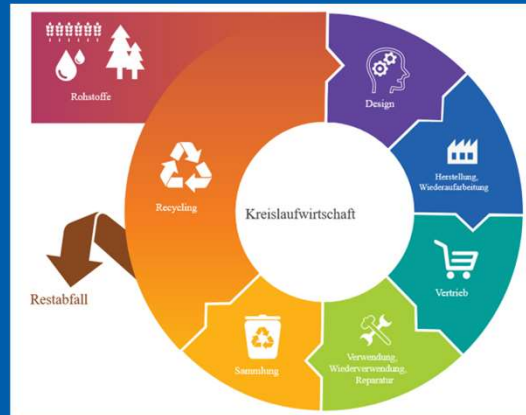 Rohstoffe
Design
Herstellung,
Wiederaufarbeitung
Vertrieb
Verwendung,
Wiederverwendung,
Reparatur
Sammlung
Recycling
Restabfall
Kreislaufwirtschaft